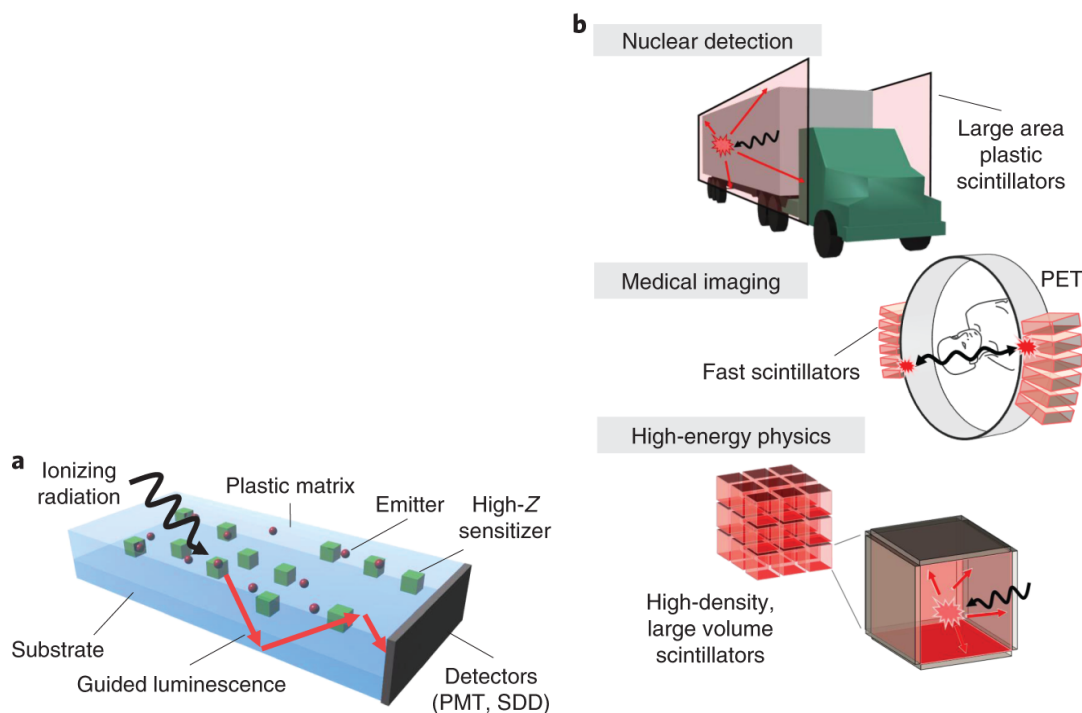 a
Ionizing
radiation
Plastic matrix
Emitter
High-Z
sensitizer
Substrate
Guided luminescence
Detectors
(PMT, SDD)
b
Nuclear detection
Large area
plastic
scintillators
Medical imaging
PET
Fast scintillators
High-energy physics
High-density,
large volume
scintillators